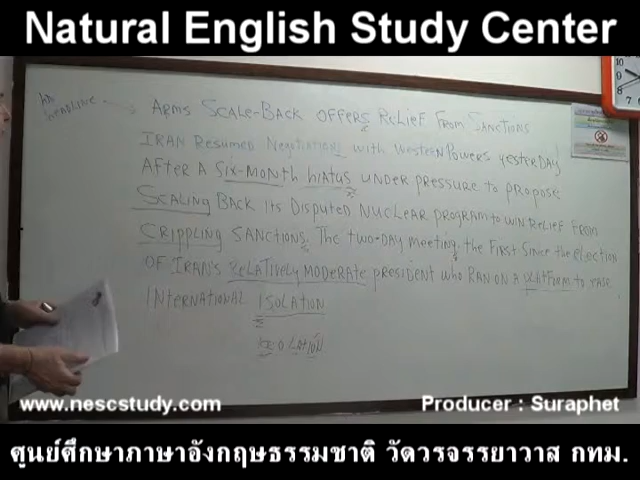 Natural English Study Center
HEADLINE
ARMS SCALE-BACK OFFERS RELIEF FROM SANCTIONS
IRAN RESUMED NEGOTIATIONS WITH WESTERN POWERS YESTERDAY
AFTER A SIX-MONTH HIATUS UNDER PRESSURE TO PROPOSE
SCALING BACK ITS DISPUTED NUCLEAR PROGRAM TO WIN RELIEF FROM
CRIPPLING SANCTIONS. THE TWO-DAY MEETING, THE FIRST SINCE THE ELECTION
OF IRAN'S RELATIVELY MODERATE PRESIDENT WHO RAN ON A PLATFORM TO EASE
INTERNATIONAL ISOLATION
www.nescstudy.com
Producer : Suraphet
ศูนย์ศึกษาภาษาอังกฤษธรรมชาติ วัดวรจรรยาวาส กทม.